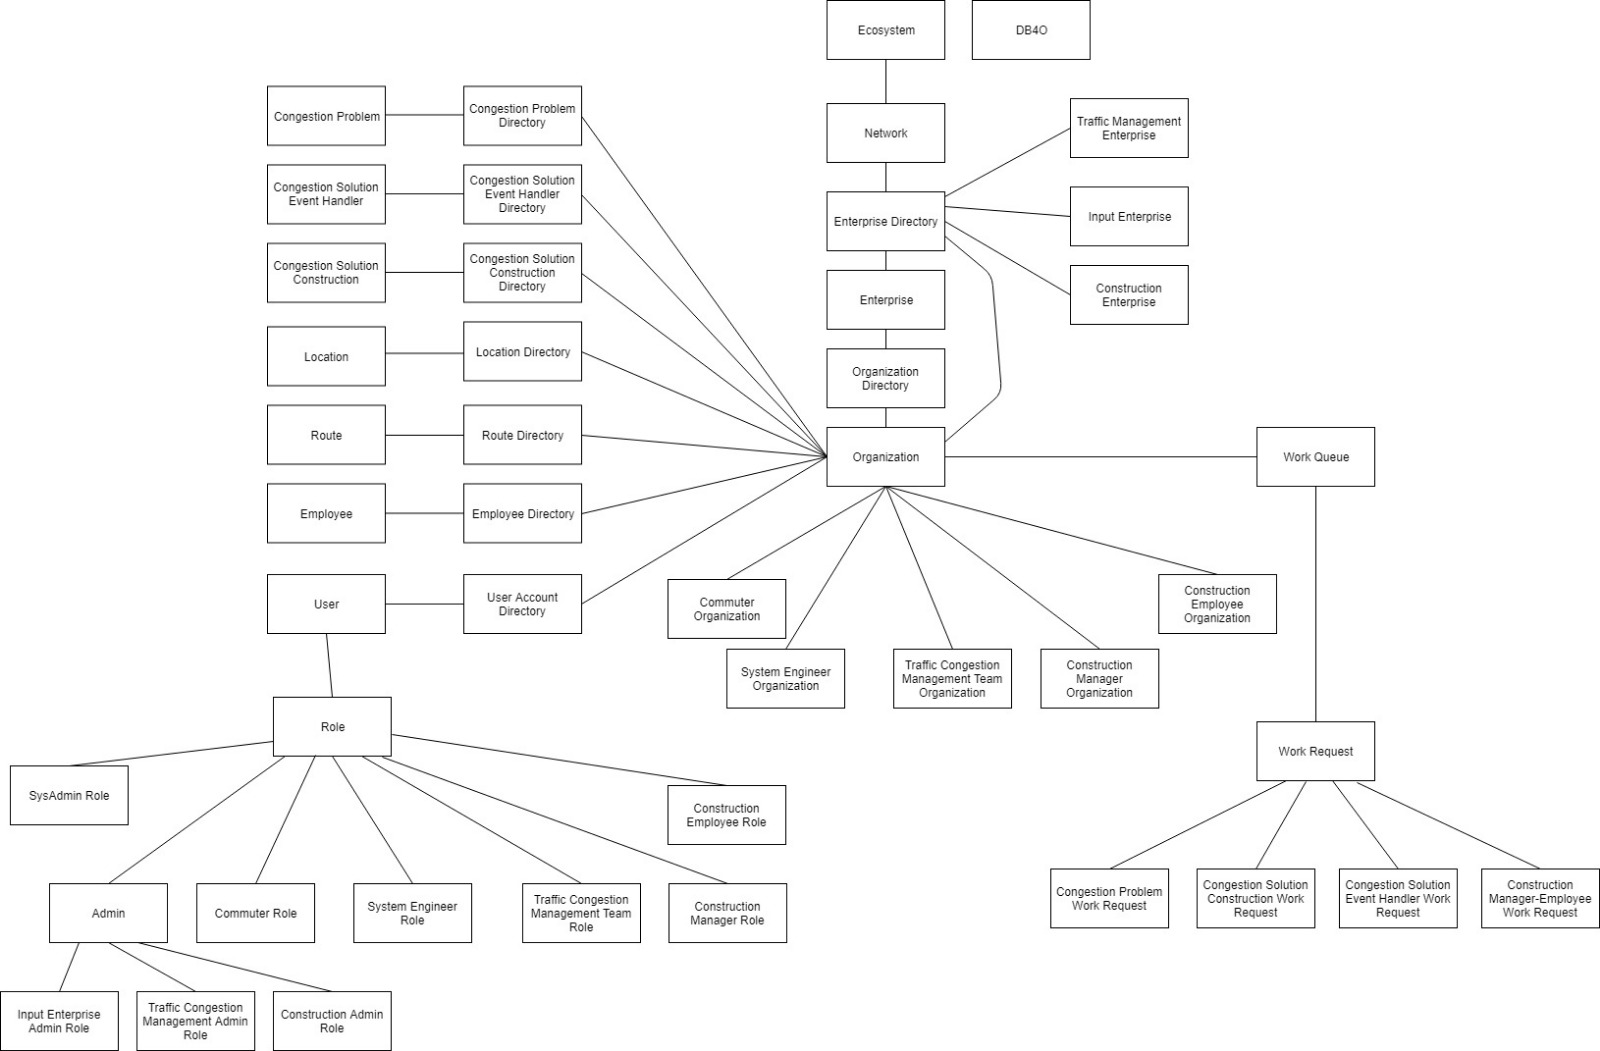 Ecosystem
DB4O
Congestion Problem
Congestion Problem
Directory
Network
Traffic Management
Enterprise
Congestion Solution
Event Handler
Congestion Solution
Event Handler
Directory
Enterprise Directory
Input Enterprise
Congestion Solution
Construction
Congestion Solution
Construction
Directory
Enterprise
Construction
Enterprise
Location
Location Directory
Organization
Directory
Route
Route Directory
Organization
Work Queue
Employee
Employee Directory
User
User Account
Directory
Commuter
Organization
Construction
Employee
Organization
System Engineer
Organization
Traffic Congestion
Management Team
Organization
Construction
Manager
Organization
Role
Work Request
SysAdmin Role
Construction
Employee Role
Admin
Commuter Role
System Engineer
Role
Traffic Congestion
Management Team
Role
Construction
Manager Role
Congestion Problem
Work Request
Congestion Solution
Construction Work
Request
Congestion Solution
Event Handler Work
Request
Construction
Manager-Employee
Work Request
Input Enterprise
Admin Role
Traffic Congestion
Management Admin
Role
Construction Admin
Role